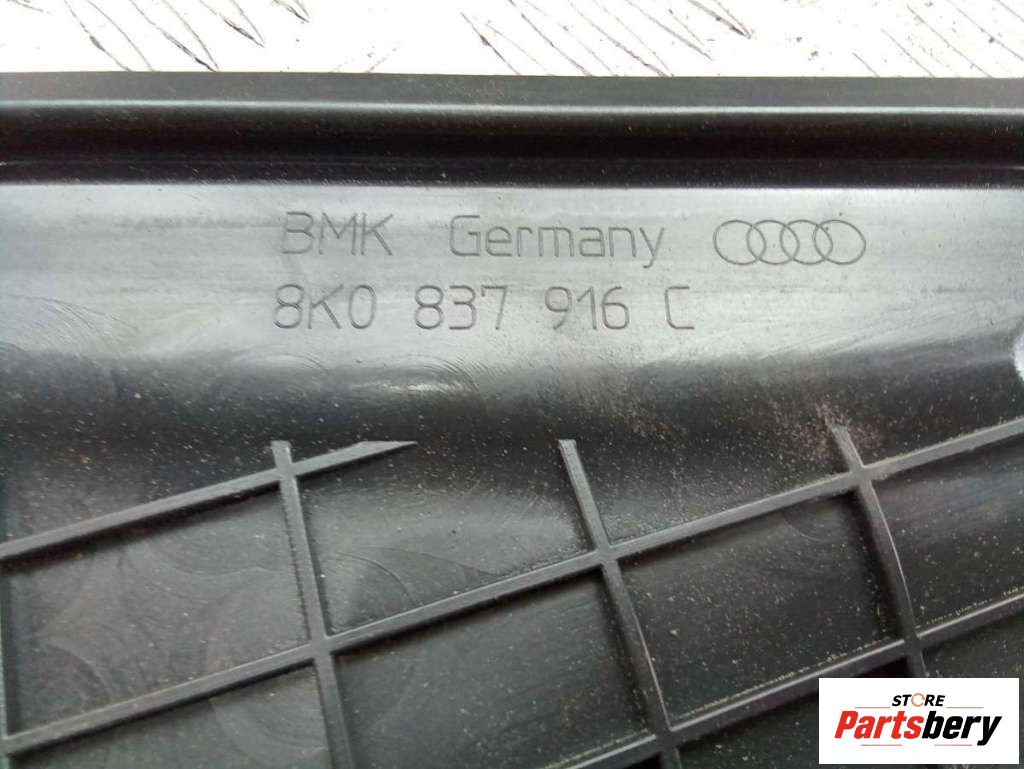 BMK Germany
8K0 837 916 C
STORE
Partsbery